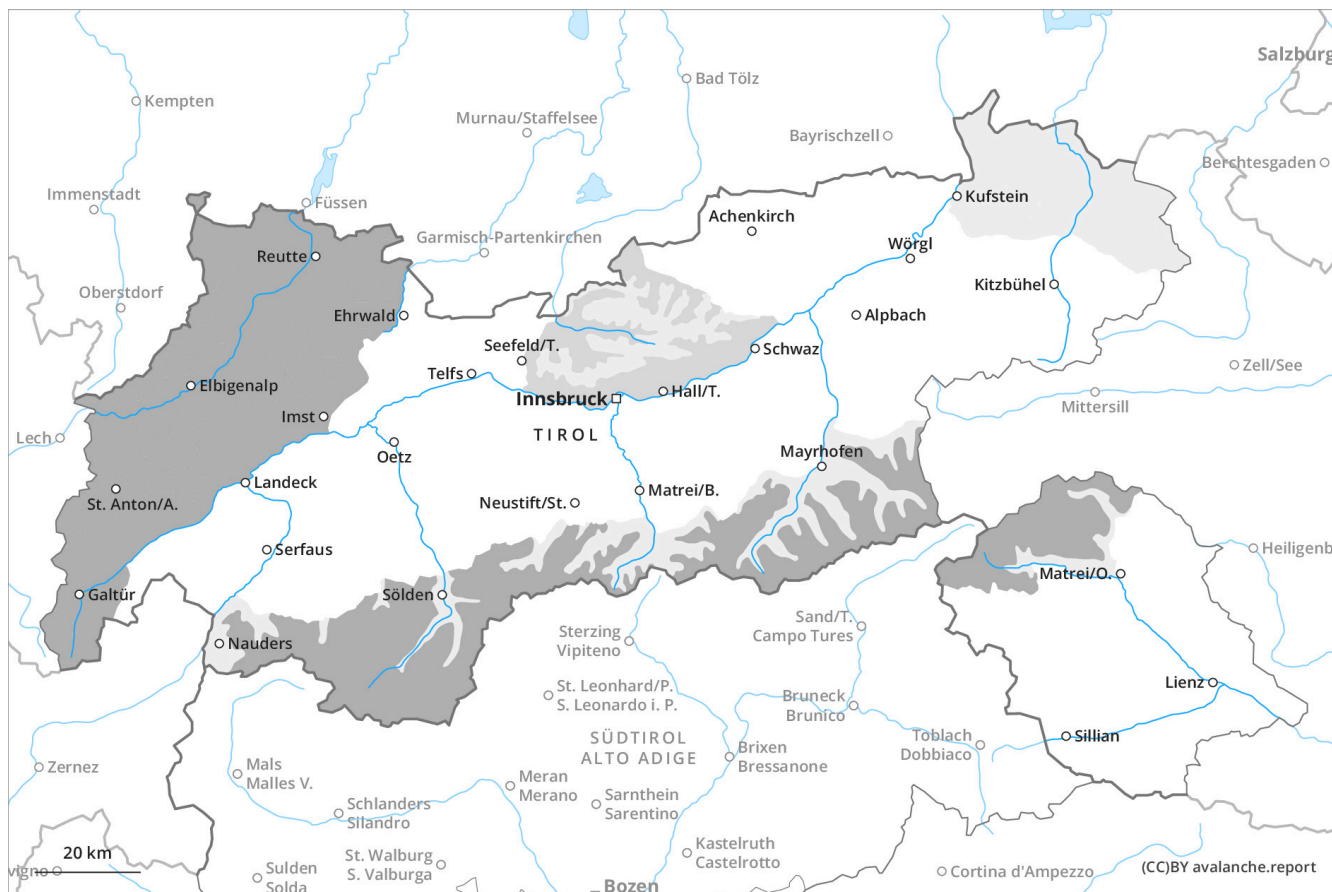 Salzburg
Bad Tölz
Kempten
Murnau/Staffelsee
Bayrischzell
Berchtesgaden
Immenstadt
Füssen
Kufstein
Achenkirch
Garmisch-Partenkirchen
Wörgl
Reutte
Kitzbühel
Oberstdorf
Ehrwald
Alpbach
Seefeld/T.
Schwaz
Zell/See
Telfs
Elbigenalp
Hall/T.
Innsbruck
Mittersill
Imst
Lech
TIROL
Oetz
Mayrhofen
Landeck
Matrei/B.
St. Anton/A.
Neustift/St.
Serfaus
Heiligenb
Matrei/O.
Galtür
Sölden
Sand/T.
Campo Tures
Sterzing
Vipiteno
Nauders
Lienz
St. Leonhard/P.
S. Leonardo i. P.
Bruneck
Brunico
SÜDTIROL
ALTO ADIGE
Sillian
Toblach
Dobbiaco
Brixen
Bressanone
Zernez
Mals
Malles V.
Meran
Merano
Sarnthein
Sarentino
Schlanders
Silandro
Kastelruth
Castelrotto
20 km
St. Walburg
S. Valburga
vigno
Sulden
Solda
Cortina d'Ampezzo
(CC)BY avalanche.report
Bozen